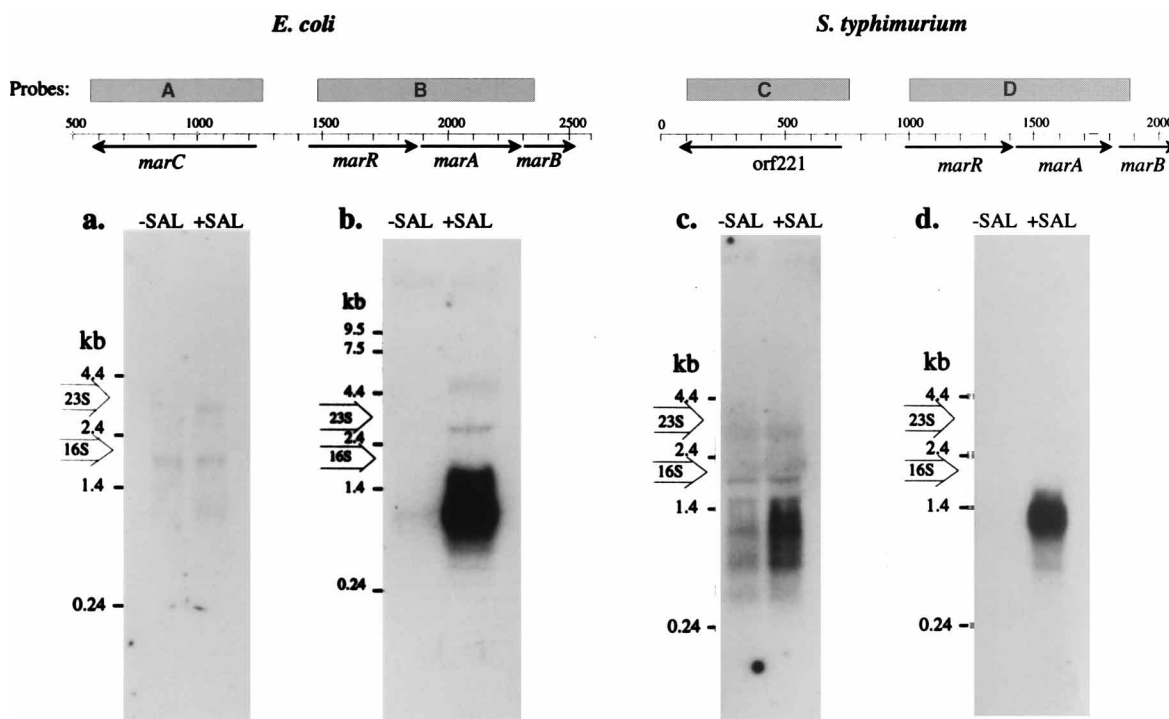 E. coli S. typhimurium
Probes: A B C D
500 1000 1500 2000 2500 0 500 1000 1500 2000
marC marR marA marB orf221 marR marA marB
a. -SAL +SAL b. -SAL +SAL c. -SAL +SAL d. -SAL +SAL
kb
4.4
23S
2.4
16S
1.4
0.24
kb
9.5
7.5
4.4
23S
2.4
16S
1.4
0.24
kb
4.4
23S
2.4
16S
1.4
0.24
kb
4.4
23S
2.4
16S
1.4
0.24